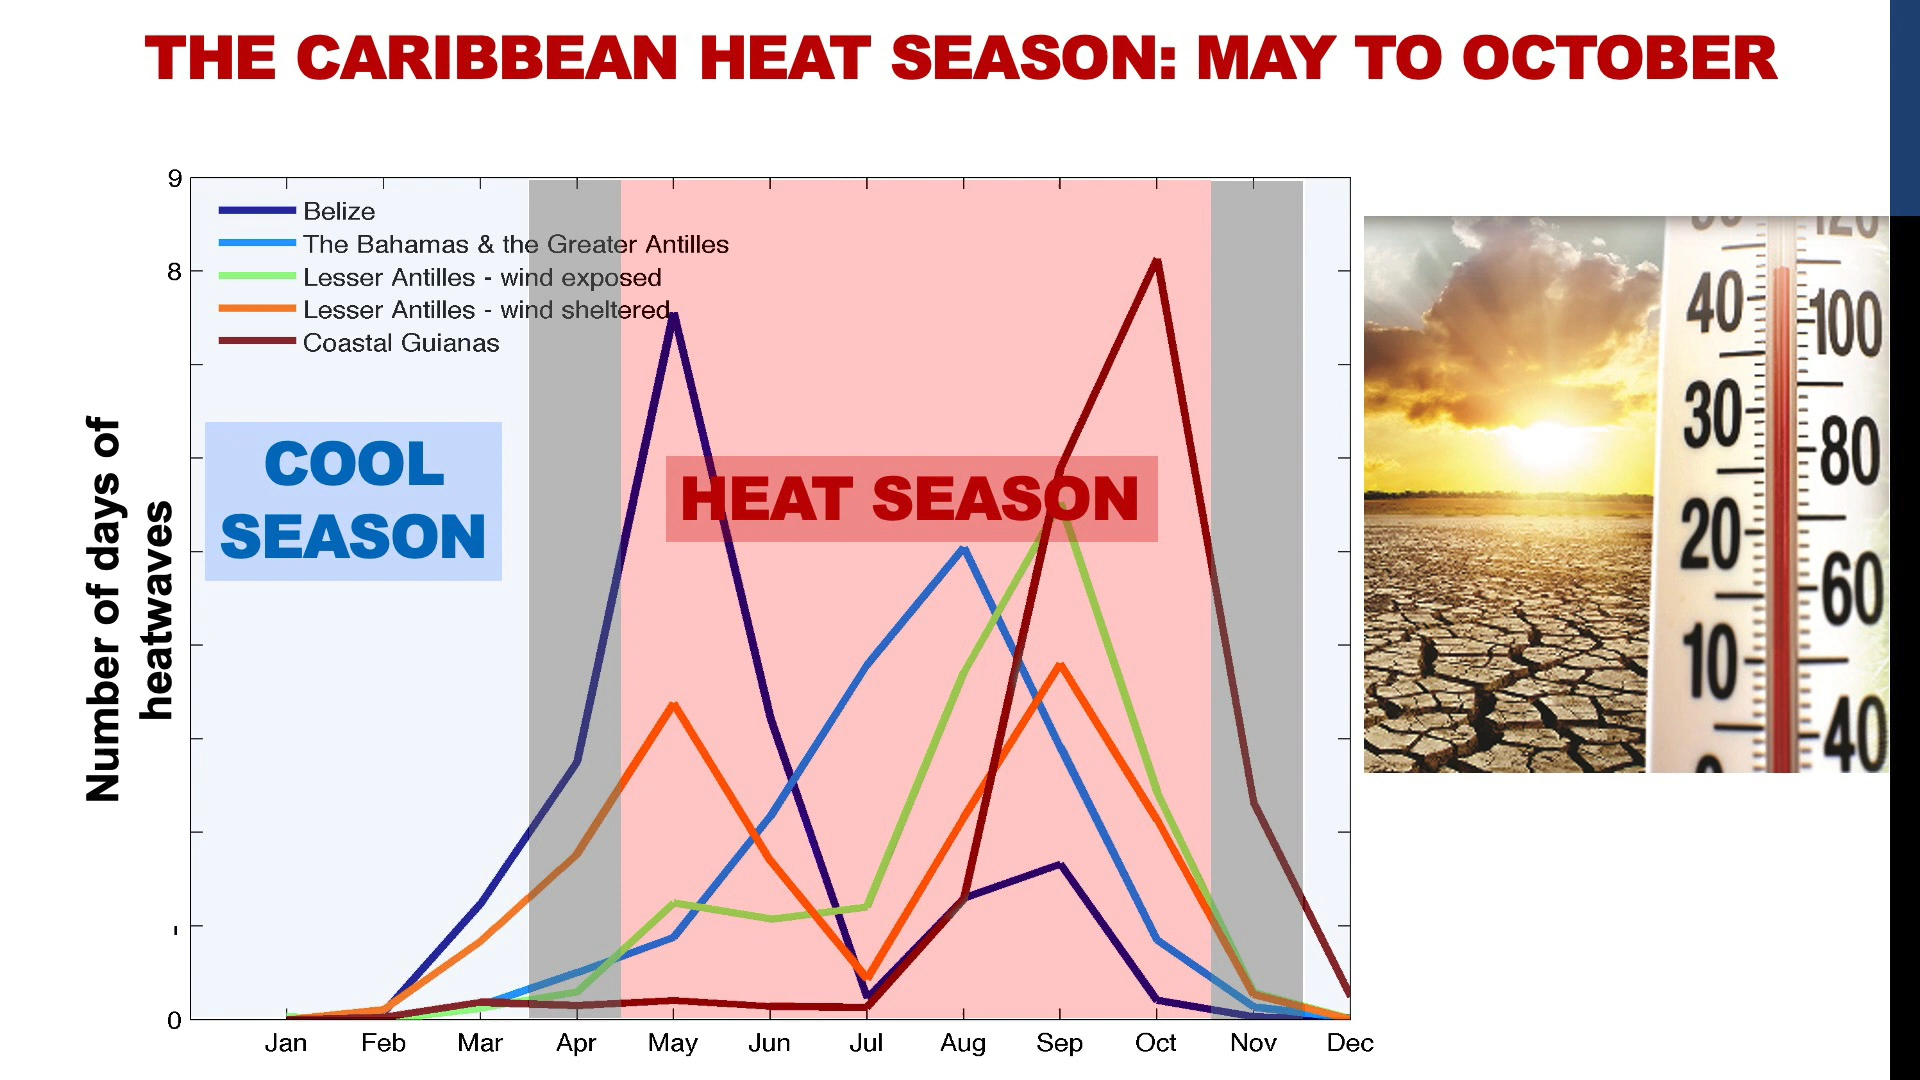 THE CARIBBEAN HEAT SEASON: MAY TO OCTOBER
9
8
0
Number of days of
heatwaves
Belize
The Bahamas & the Greater Antilles
Lesser Antilles - wind exposed
Lesser Antilles - wind sheltered
Coastal Guianas
COOL
SEASON
HEAT SEASON
Jan Feb Mar Apr May Jun Jul Aug Sep Oct Nov Dec
120
40 100
30 80
20 60
10 40